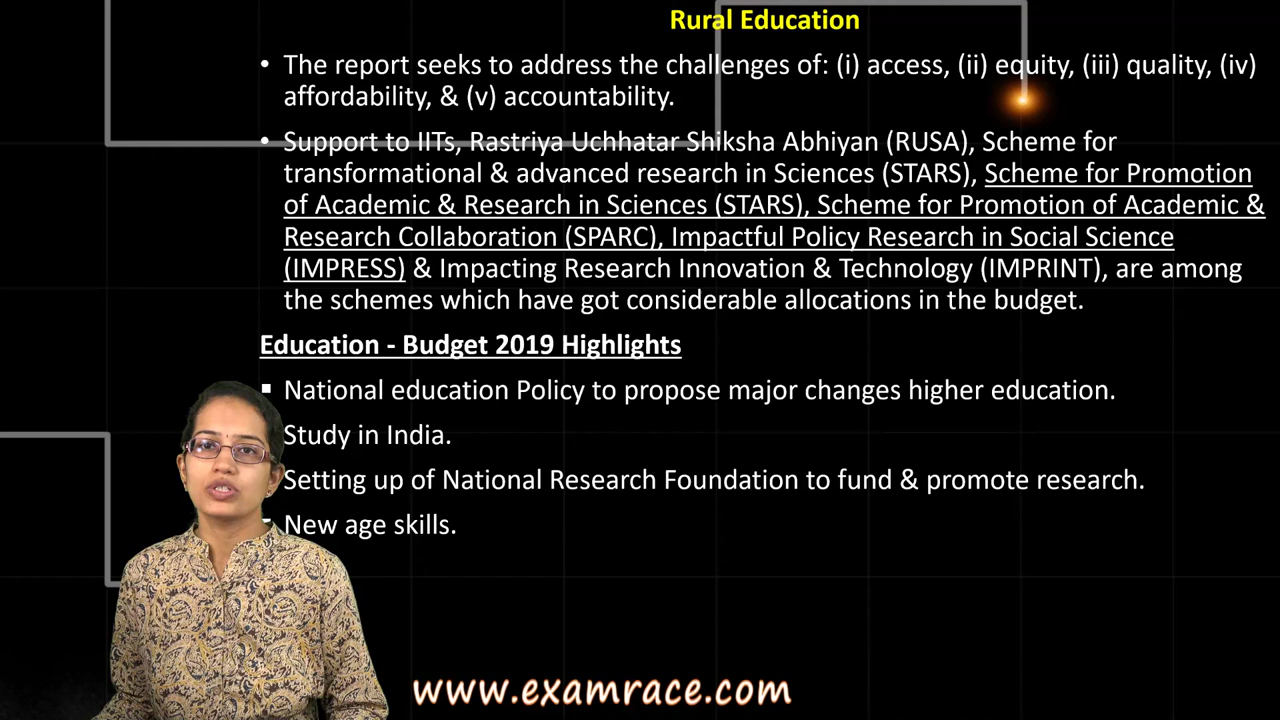 Rural Education
• The report seeks to address the challenges of: (i) access, (ii) equity, (iii) quality, (iv)
affordability, & (v) accountability.
• Support to IITs, Rastriya Uchhatar Shiksha Abhiyan (RUSA), Scheme for
transformational & advanced research in Sciences (STARS), Scheme for Promotion
of Academic & Research in Sciences (STARS), Scheme for Promotion of Academic &
Research Collaboration (SPARC), Impactful Policy Research in Social Science
(IMPRESS) & Impacting Research Innovation & Technology (IMPRINT), are among
the schemes which have got considerable allocations in the budget.
Education - Budget 2019 Highlights
▪ National education Policy to propose major changes higher education.
Study in India.
Setting up of National Research Foundation to fund & promote research.
▪ New age skills.
www.examrace.com